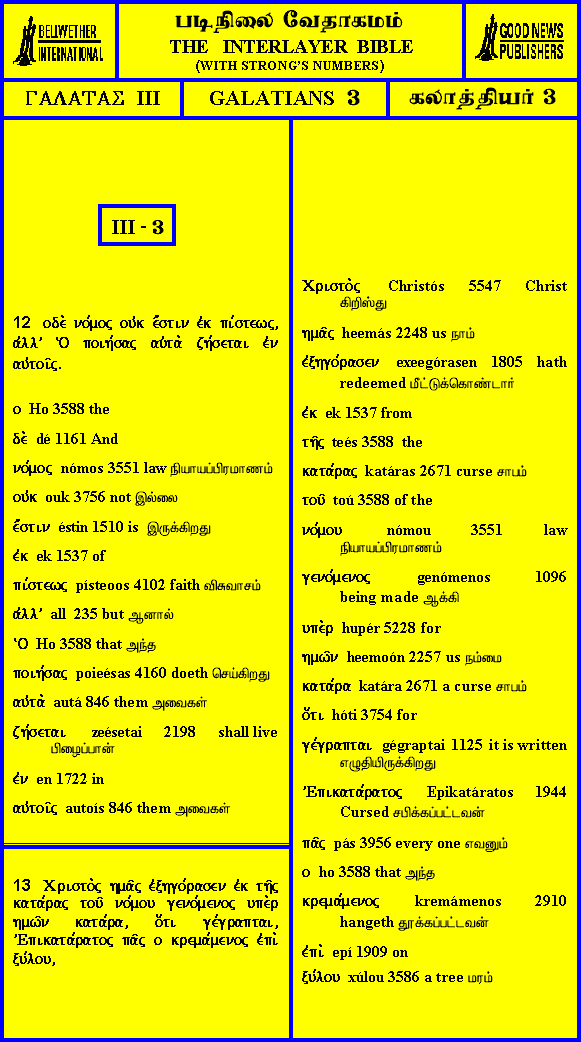 BELLWETHER
INTERNATIONAL
படிநிலை வேதாகமம்
THE INTERLAYER BIBLE
(WITH STRONG'S NUMBERS)
GOOD NEWS
PUBLISHERS
ΓΑΛΑΤΑΣ III
GALATIANS 3
கலாத்தியர் 3
III - 3
12 οδὲ νόμος οὐκ ἔστιν ἐκ πίστεως,
ἀλλ’ Ὁ ποιήσας αὐτὰ ζήσεται ἐν
αὐτοῖς.
ο Ho 3588 the
δὲ dé 1161 And
νόμος nómos 3551 law நியாயப்பிரமாணம்
οὐκ ouk 3756 not இல்லை
ἔστιν éstin 1510 is இருக்கிறது
ἐκ ek 1537 of
πίστεως písteoos 4102 faith விசுவாசம்
ἀλλ’ all 235 but ஆனால்
Ὁ Ho 3588 that அந்த
ποιήσας poieésas 4160 doeth செய்கிறது
αὐτὰ autá 846 them அவைகள்
ζήσεται zeésetai 2198 shall live
பிழைப்பான்
ἐν en 1722 in
αὐτοῖς autoís 846 them அவைகள்
13 Χριστὸς ημᾶς ἐξηγόρασεν ἐκ τῆς
κατάρας τοῦ νόμου γενόμενος υπὲρ
ημῶν κατάρα, ὅτι γέγραπται,
Ἐπικατάρατος πᾶς ο κρεμάμενος ἐπὶ
ξύλου,
Χριστὸς Christós 5547 Christ
கிறிஸ்து
ημᾶς heemás 2248 us நாம்
ἐξηγόρασεν exeegórasen 1805 hath
redeemed மீட்டுக்கொண்டார்
ἐκ ek 1537 from
τῆς teés 3588 the
κατάρας katáras 2671 curse சாபம்
τοῦ toú 3588 of the
νόμου nómou 3551 law
நியாயப்பிரமாணம்
γενόμενος genómenos 1096
being made ஆக்கி
υπὲρ hupér 5228 for
ημῶν heemoón 2257 us நம்மை
κατάρα katára 2671 a curse சாபம்
ὅτι hóti 3754 for
γέγραπται gégraptai 1125 it is written
எழுதியிருக்கிறது
Ἐπικατάρατος Epikatáratos 1944
Cursed சபிக்கப்பட்டவன்
πᾶς pás 3956 every one எவனும்
ο ho 3588 that அந்த
κρεμάμενος kremámenos 2910
hangeth தூக்கப்பட்டவன்
ἐπὶ epí 1909 on
ξύλου xúlou 3586 a tree மரம்